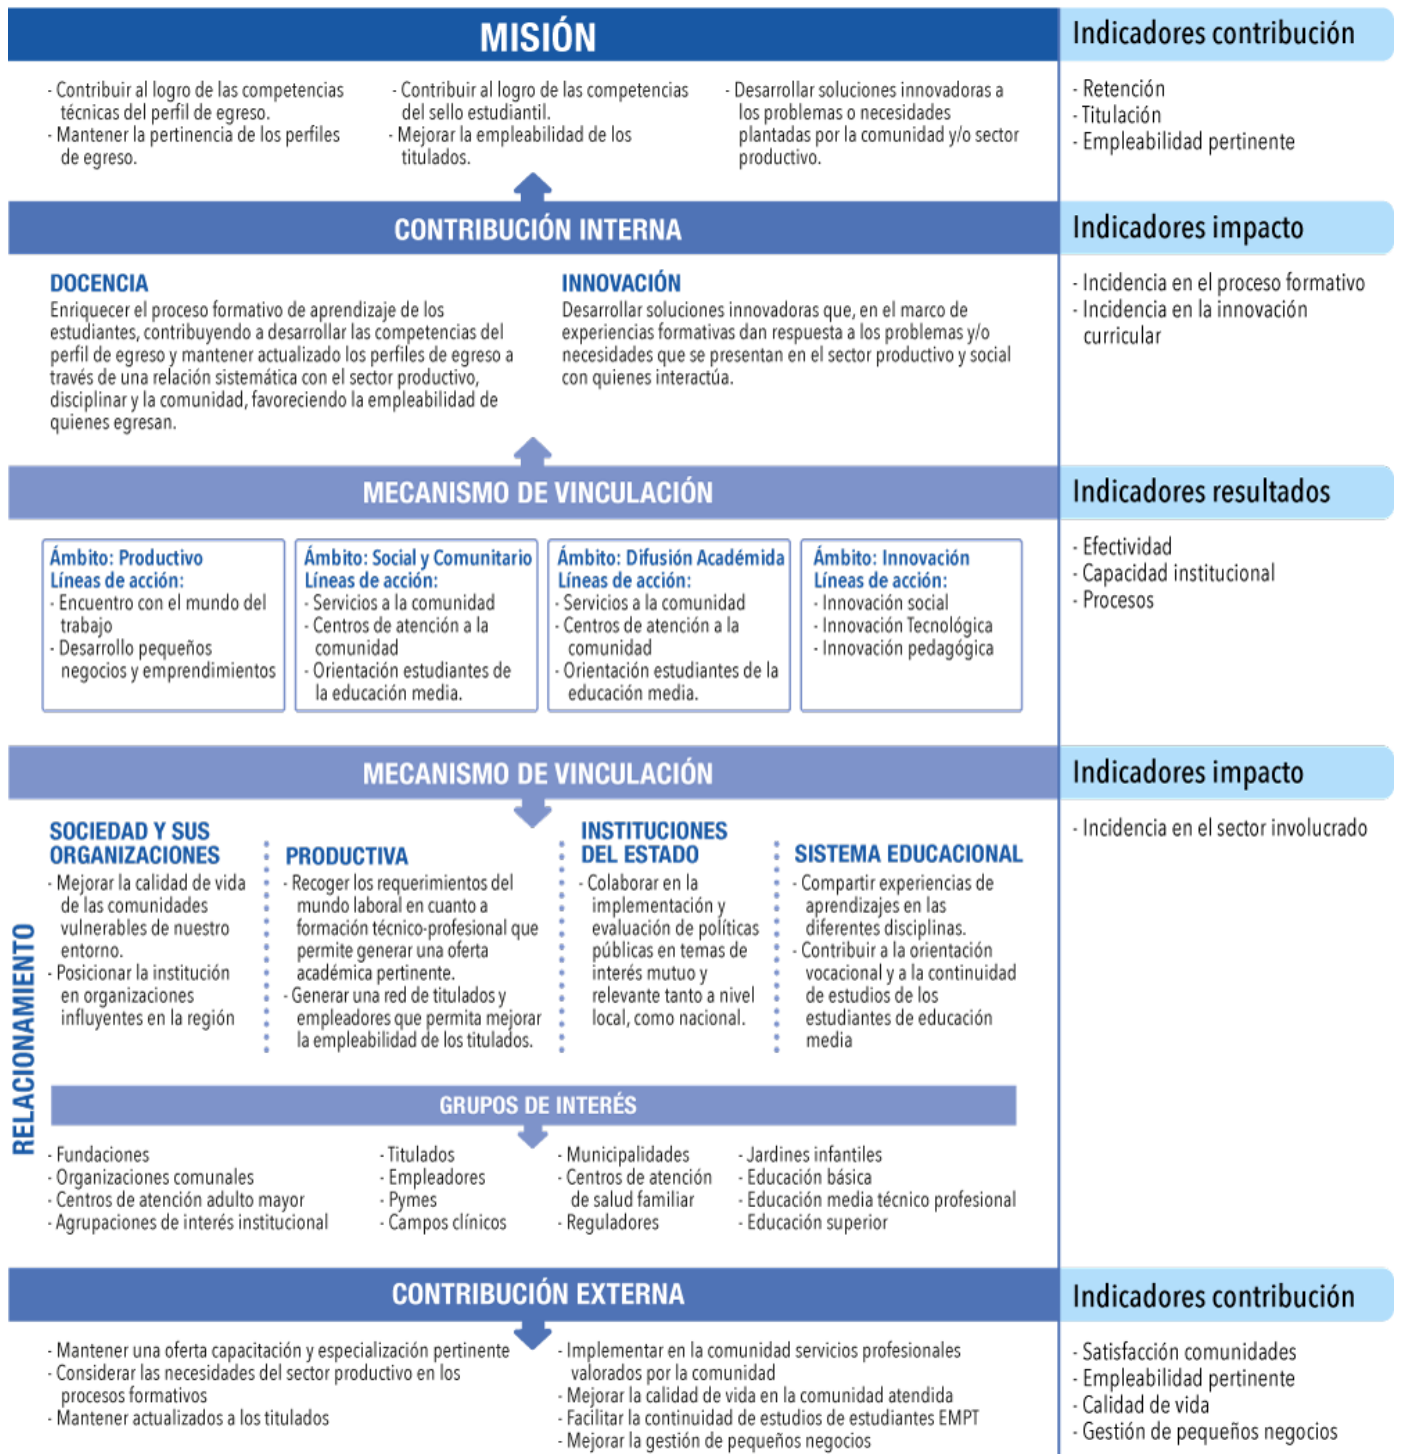 MISIÓN
Indicadores contribución
- Contribuir al logro de las competencias
técnicas del perfil de egreso.
- Mantener la pertinencia de los perfiles
de egreso.
- Contribuir al logro de las competencias
del sello estudiantil.
- Mejorar la empleabilidad de los
titulados.
- Desarrollar soluciones innovadoras a
los problemas o necesidades
plantadas por la comunidad y/o sector
productivo.
- Retención
- Titulación
- Empleabilidad pertinente
CONTRIBUCIÓN INTERNA
Indicadores impacto
DOCENCIA
Enriquecer el proceso formativo de aprendizaje de los
estudiantes, contribuyendo a desarrollar las competencias del
perfil de egreso y mantener actualizado los perfiles de egreso a
través de una relación sistemática con el sector productivo,
disciplinar y la comunidad, favoreciendo la empleabilidad de
quienes egresan.
INNOVACIÓN
Desarrollar soluciones innovadoras que, en el marco de
experiencias formativas dan respuesta a los problemas y/o
necesidades que se presentan en el sector productivo y social
con quienes interactúa.
- Incidencia en el proceso formativo
- Incidencia en la innovación
curricular
MECANISMO DE VINCULACIÓN
Indicadores resultados
Ámbito: Productivo
Líneas de acción:
- Encuentro con el mundo del
trabajo
- Desarrollo pequeños
negocios y emprendimientos
Ámbito: Social y Comunitario
Líneas de acción:
- Servicios a la comunidad
- Centros de atención a la
comunidad
- Orientación estudiantes de
la educación media.
Ámbito: Difusión Académida
Líneas de acción:
- Servicios a la comunidad
- Centros de atención a la
comunidad
- Orientación estudiantes de la
educación media.
Ámbito: Innovación
Líneas de acción:
- Innovación social
- Innovación Tecnológica
- Innovación pedagógica
- Efectividad
- Capacidad institucional
- Procesos
MECANISMO DE VINCULACIÓN
Indicadores impacto
RELACIONAMIENTO
SOCIEDAD Y SUS
ORGANIZACIONES
- Mejorar la calidad de vida
de las comunidades
vulnerables de nuestro
entorno.
- Posicionar la institución
en organizaciones
influyentes en la región
PRODUCTIVA
- Recoger los requerimientos del
mundo laboral en cuanto a
formación técnico-profesional que
permite generar una oferta
académica pertinente.
- Generar una red de titulados y
empleadores que permita mejorar
la empleabilidad de los titulados.
INSTITUCIONES
DEL ESTADO
- Colaborar en la
implementación y
evaluación de políticas
públicas en temas de
interés mutuo y
relevante tanto a nivel
local, como nacional.
SISTEMA EDUCACIONAL
- Compartir experiencias de
aprendizajes en las
diferentes disciplinas.
- Contribuir a la orientación
vocacional y a la continuidad
de estudios de los
estudiantes de educación
media
- Incidencia en el sector involucrado
GRUPOS DE INTERÉS
- Fundaciones
- Organizaciones comunales
- Centros de atención adulto mayor
- Agrupaciones de interés institucional
- Titulados
- Empleadores
- Pymes
- Campos clínicos
- Municipalidades
- Centros de atención
de salud familiar
- Reguladores
- Jardines infantiles
- Educación básica
- Educación media técnico profesional
- Educación superior
CONTRIBUCIÓN EXTERNA
Indicadores contribución
- Mantener una oferta capacitación y especialización pertinente
- Considerar las necesidades del sector productivo en los
procesos formativos
- Mantener actualizados a los titulados
- Implementar en la comunidad servicios profesionales
valorados por la comunidad
- Mejorar la calidad de vida en la comunidad atendida
- Facilitar la continuidad de estudios de estudiantes EMPT
- Mejorar la gestión de pequeños negocios
- Satisfacción comunidades
- Empleabilidad pertinente
- Calidad de vida
- Gestión de pequeños negocios